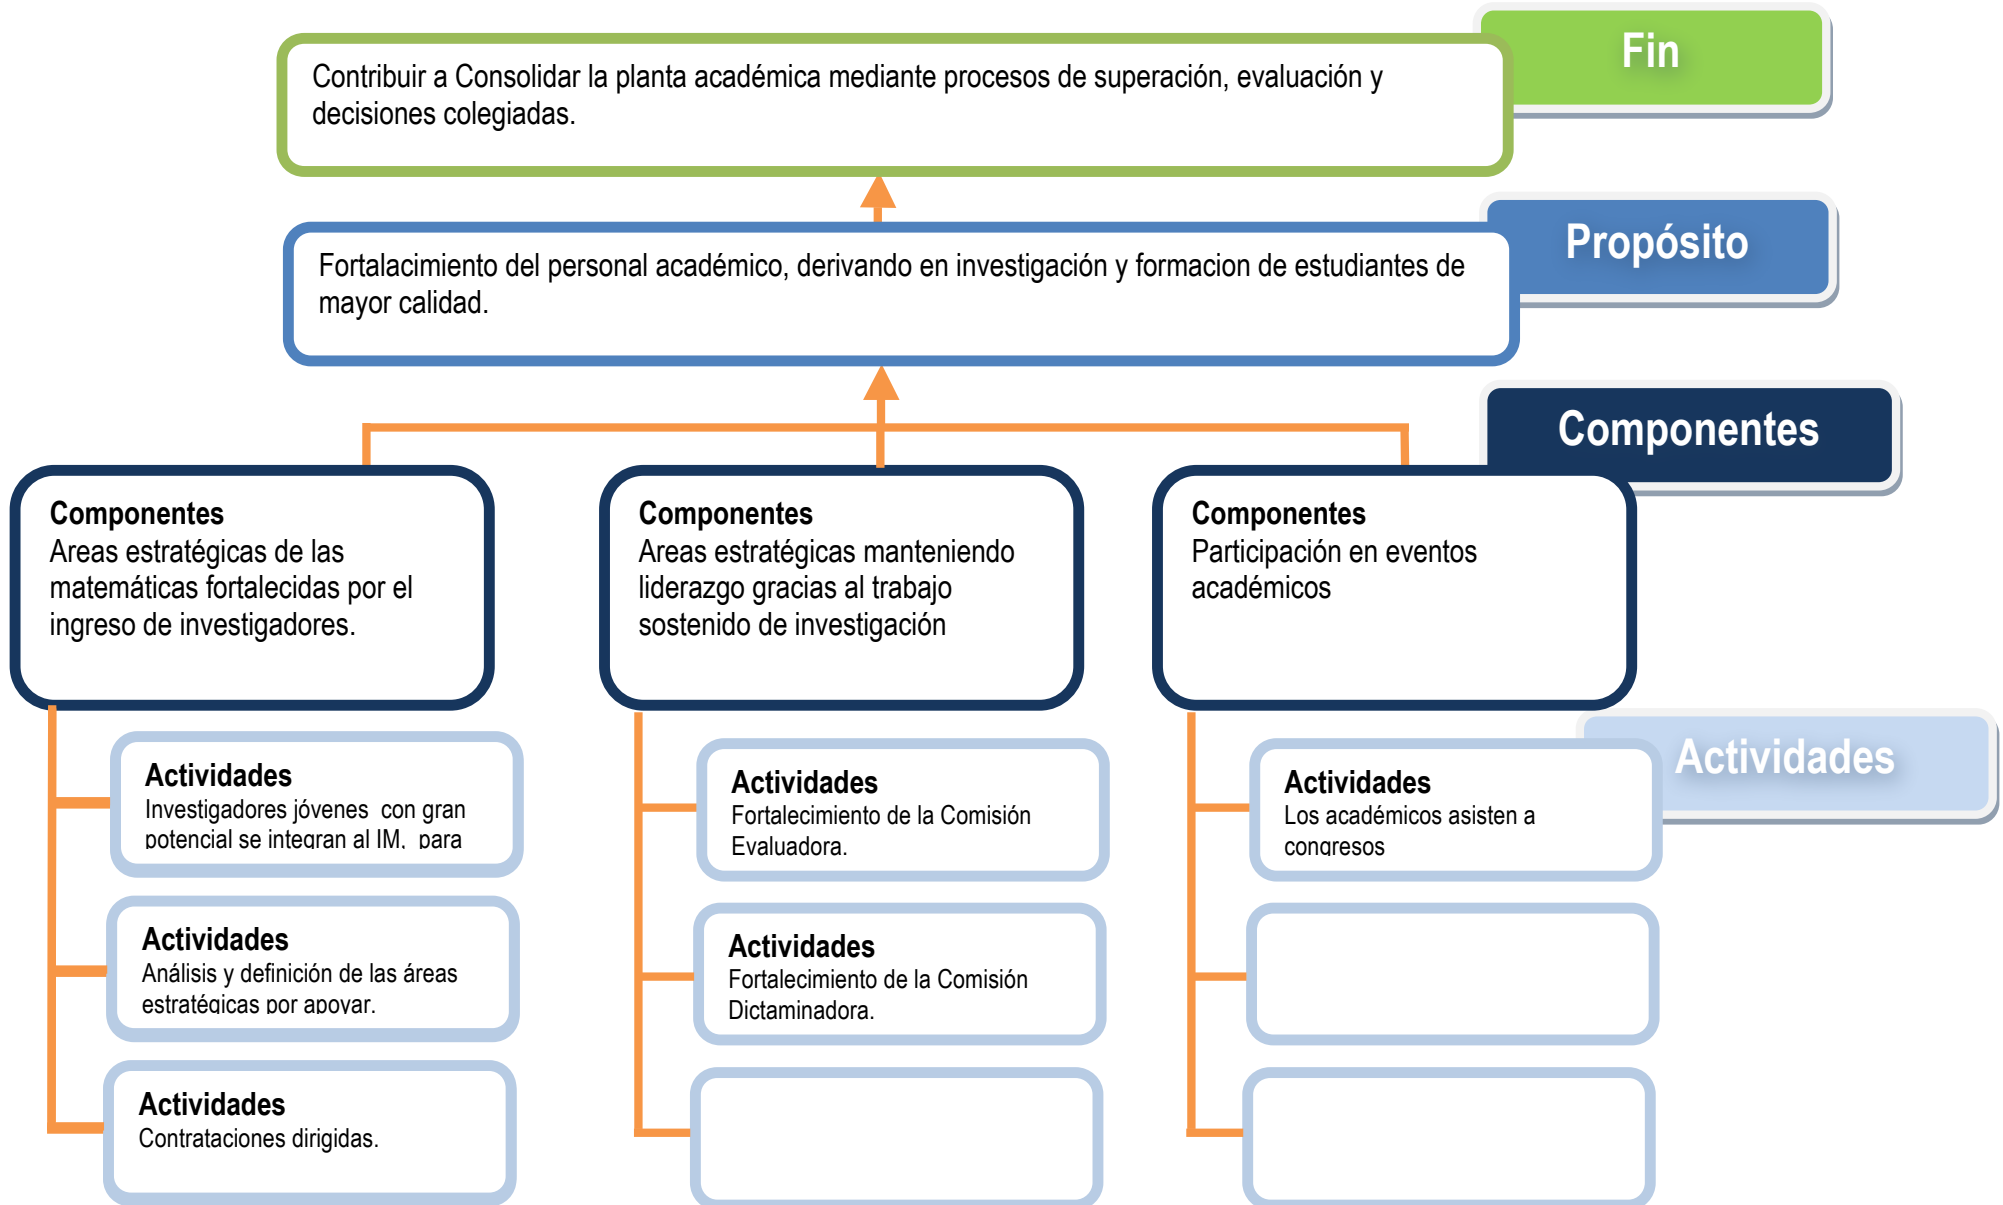 Fin
Contribuir a Consolidar la planta académica mediante procesos de superación, evaluación y
decisiones colegiadas.
Propósito
Fortalacimiento del personal académico, derivando en investigación y formacion de estudiantes de
mayor calidad.
Componentes
Componentes
Areas estratégicas de las
matemáticas fortalecidas por el
ingreso de investigadores.
Componentes
Areas estratégicas manteniendo
liderazgo gracias al trabajo
sostenido de investigación
Componentes
Participación en eventos
académicos
Actividades
Actividades
Investigadores jóvenes  con gran
potencial se integran al IM,  para
Actividades
Análisis y definición de las áreas
estratégicas por apoyar.
Actividades
Contrataciones dirigidas.
Actividades
Fortalecimiento de la Comisión
Evaluadora.
Actividades
Fortalecimiento de la Comisión
Dictaminadora.
Actividades
Los académicos asisten a
congresos